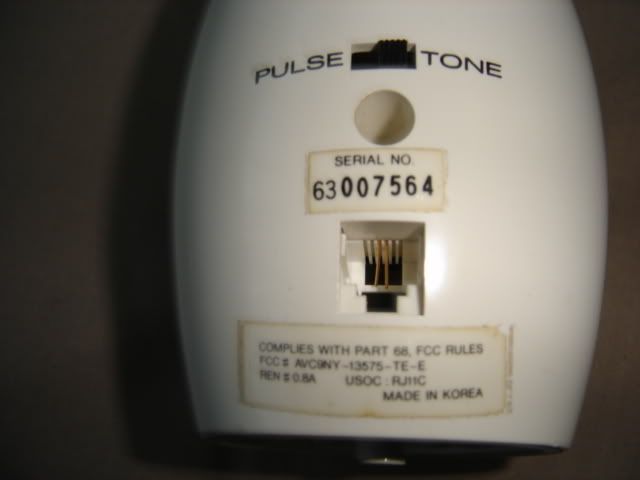 PULSE TONE
SERIAL NO.
63007564
COMPLIES WITH PART 68, FCC RULES
FCC # AVC9NY-13575-TE-E
REN # 0.8A USOC : RJ11C
MADE IN KOREA